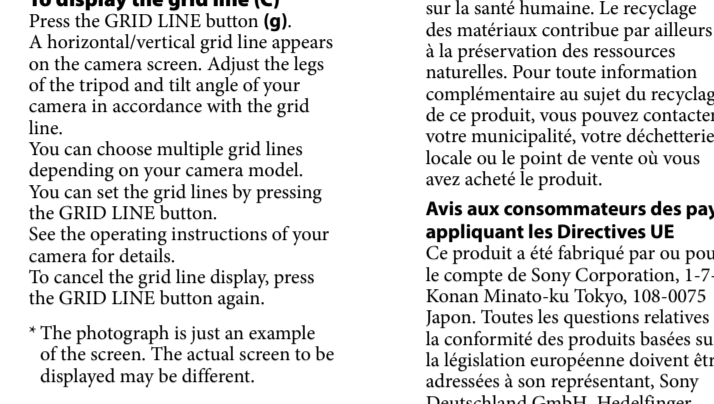 To display the grid line (C)
Press the GRID LINE button (g).
A horizontal/vertical grid line appears
on the camera screen. Adjust the legs
of the tripod and tilt angle of your
camera in accordance with the grid
line.
You can choose multiple grid lines
depending on your camera model.
You can set the grid lines by pressing
the GRID LINE button.
See the operating instructions of your
camera for details.
To cancel the grid line display, press
the GRID LINE button again.
* The photograph is just an example
of the screen. The actual screen to be
displayed may be different.
sur la santé humaine. Le recyclage
des matériaux contribue par ailleurs
à la préservation des ressources
naturelles. Pour toute information
complémentaire au sujet du recyclag
de ce produit, vous pouvez contacter
votre municipalité, votre déchetterie
locale ou le point de vente où vous
avez acheté le produit.
Avis aux consommateurs des pay
appliquant les Directives UE
Ce produit a été fabriqué par ou pou
le compte de Sony Corporation, 1-7-
Konan Minato-ku Tokyo, 108-0075
Japon. Toutes les questions relatives
la conformité des produits basées su
la législation européenne doivent êtr
adressées à son représentant, Sony
Deutschland GmbH, Hedelfinger